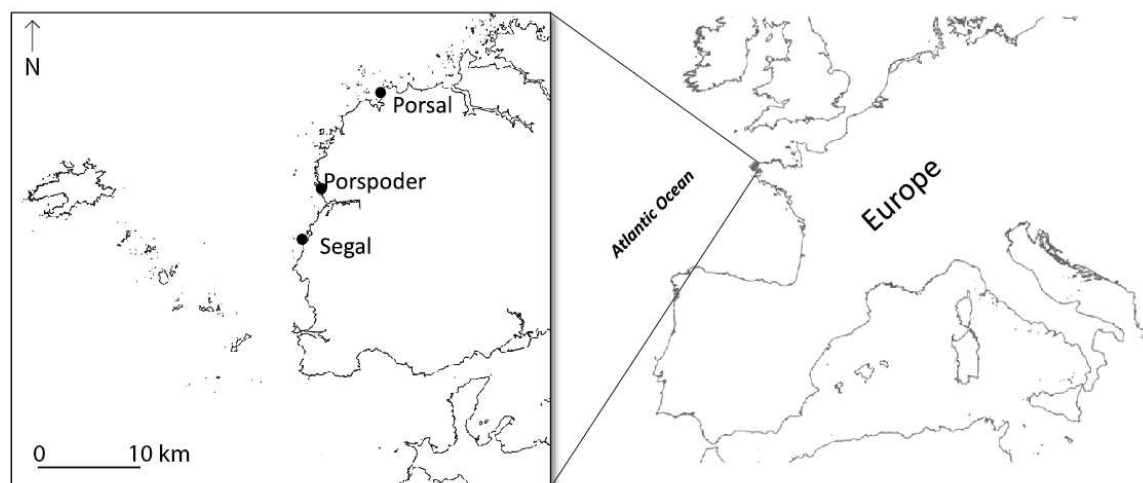 N
Porsal
Porspoder
Segal
0 10 km
Atlantic Ocean
Europe